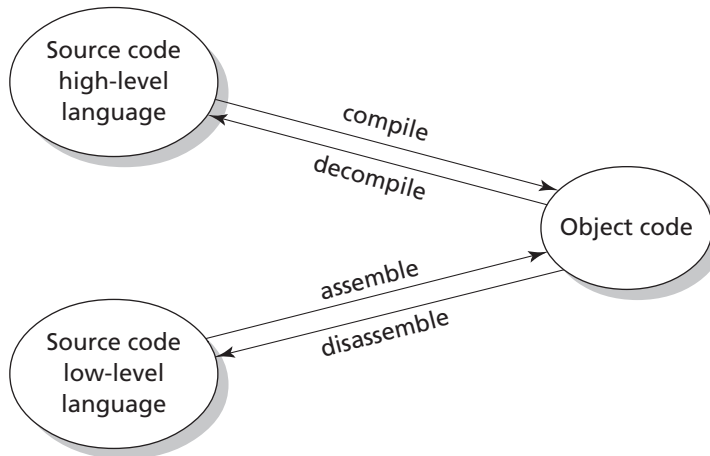 Source code
high-level
language
compile
decompile
Object code
assemble
disassemble
Source code
low-level
language